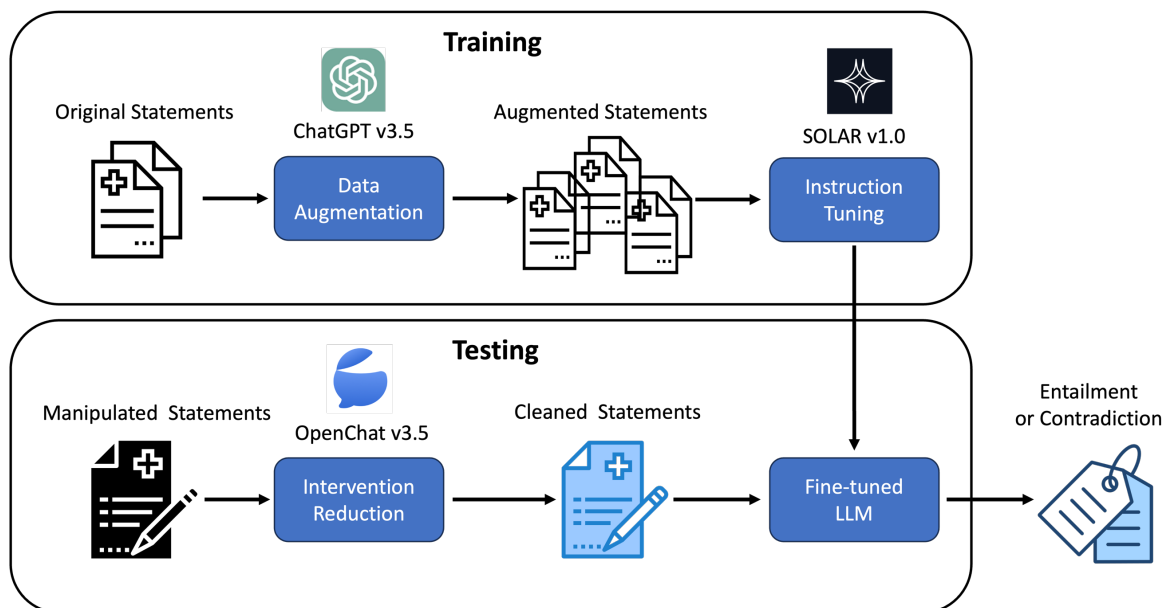 Training
Original Statements
ChatGPT v3.5
Data
Augmentation
Augmented Statements
SOLAR v1.0
Instruction
Tuning
Testing
Manipulated Statements
OpenChat v3.5
Intervention
Reduction
Cleaned Statements
Fine-tuned
LLM
Entailment
or Contradiction